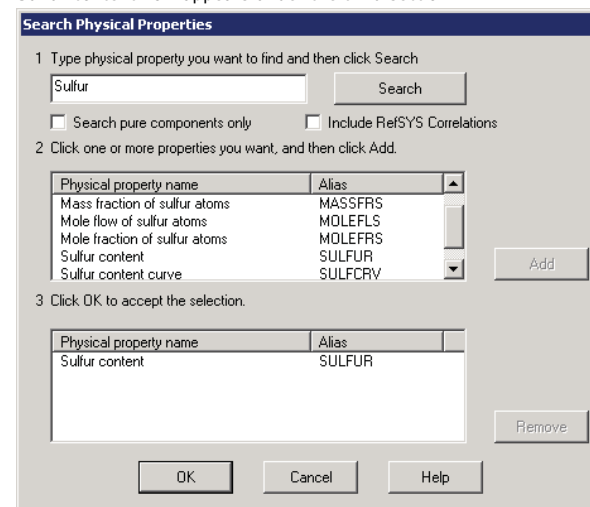 Search Physical Properties
1 Type physical property you want to find and then click Search
Sulfur
Search
Search pure components only
Include RefSYS Correlations
2 Click one or more properties you want, and then click Add.
Physical property name Alias
Mass fraction of sulfur atoms MASSFRS
Mole flow of sulfur atoms MOLEFLS
Mole fraction of sulfur atoms MOLEFRS
Sulfur content SULFUR
Sulfur content curve SULFCRV
Add
3 Click OK to accept the selection.
Physical property name Alias
Sulfur content SULFUR
Remove
OK Cancel Help